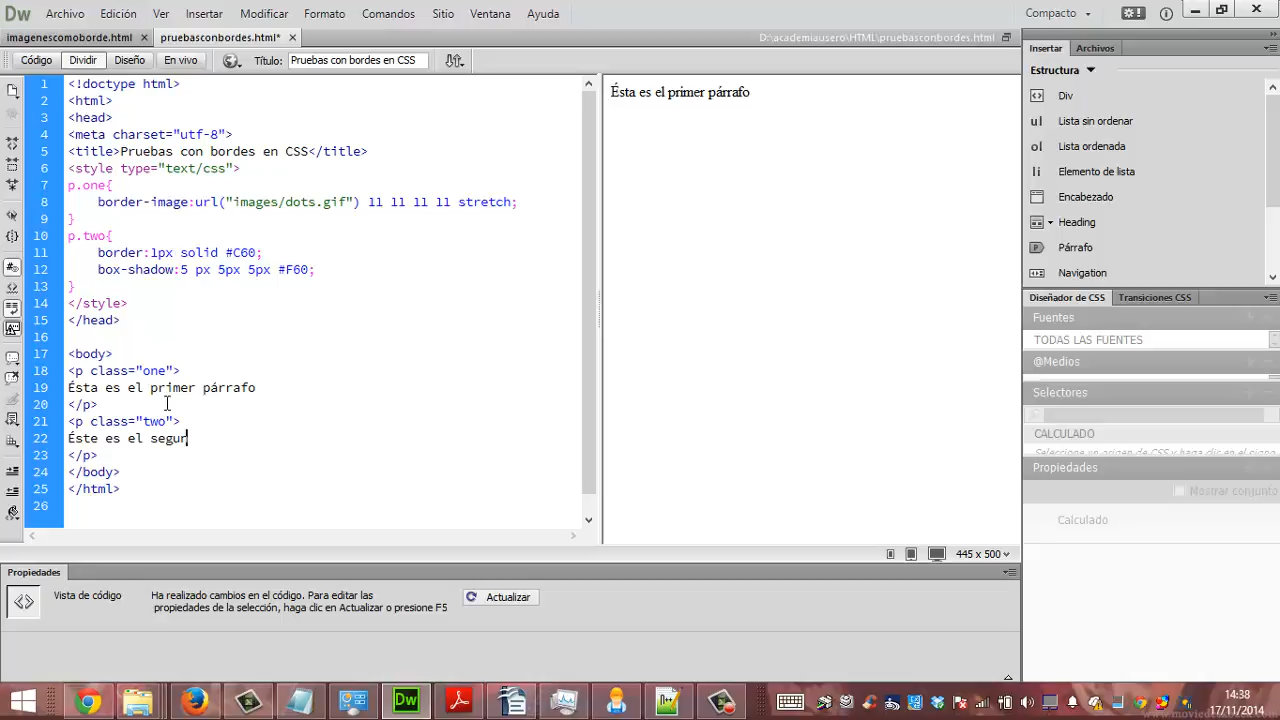 Dw Archivo Edición Ver Insertar Modificar Formato Comandos Sitio Ventana Ayuda Compacto
imagenescomoborde.html pruebasconbordes.html* D:\academiausero\HTML\pruebasconbordes.html
Código Dividir Diseño En vivo Título: Pruebas con bordes en CSS
1 <!doctype html>
2 <html>
3 <head>
4 <meta charset="utf-8">
5 <title>Pruebas con bordes en CSS</title>
6 <style type="text/css">
7 p.one{
8 border-image:url("images/dots.gif") 11 11 11 11 stretch;
9 }
10 p.two{
11 border:1px solid #C60;
12 box-shadow:5 px 5px 5px #F60;
13 }
14 </style>
15 </head>
16
17 <body>
18 <p class="one">
19 Ésta es el primer párrafo
20 </p>
21 <p class="two">
22 Éste es el segur
23 </p>
24 </body>
25 </html>
26
Ésta es el primer párrafo
445 x 500
Insertar Archivos
Estructura
Div
ul Lista sin ordenar
ol Lista ordenada
li Elemento de lista
Encabezado
Heading
Párrafo
Navigation
Diseñador de CSS Transiciones CSS
Fuentes
TODAS LAS FUENTES
@Medios
Selectores
CALCULADO
Seleccione un origen de CSS y haga clic en el
Propiedades
Mostrar conjunto
Calculado
Propiedades
Vista de código Ha realizado cambios en el código. Para editar las
propiedades de la selección, haga clic en Actualizar o presione F5
Actualizar
Dw
14:38
17/11/2014